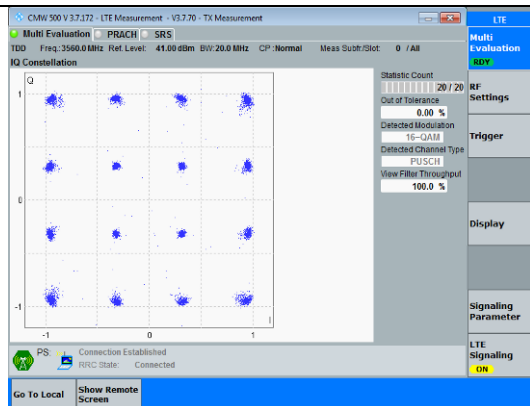 CMW 500 V 3.7.172 - LTE Measurement - V3.7.70 - TX Measurement
LTE
Multi Evaluation PRACH SRS
Multi Evaluation
RDY
TDD Freq.:3560.0 MHz Ref. Level: 41.00 dBm BW:20.0 MHz CP :Normal Meas Subfr./Slot: 0 / All
IQ Constellation
Q
1
0
-1
I
-1 0 1
Statistic Count
20 / 20
Out of Tolerance
0.00 %
Detected Modulation
16-QAM
Detected Channel Type
PUSCH
View Filter Throughput
100.0 %
RF Settings
Trigger
Display
Signaling Parameter
LTE Signaling
ON
PS: Connection Established
RRC State: Connected
Go To Local
Show Remote Screen